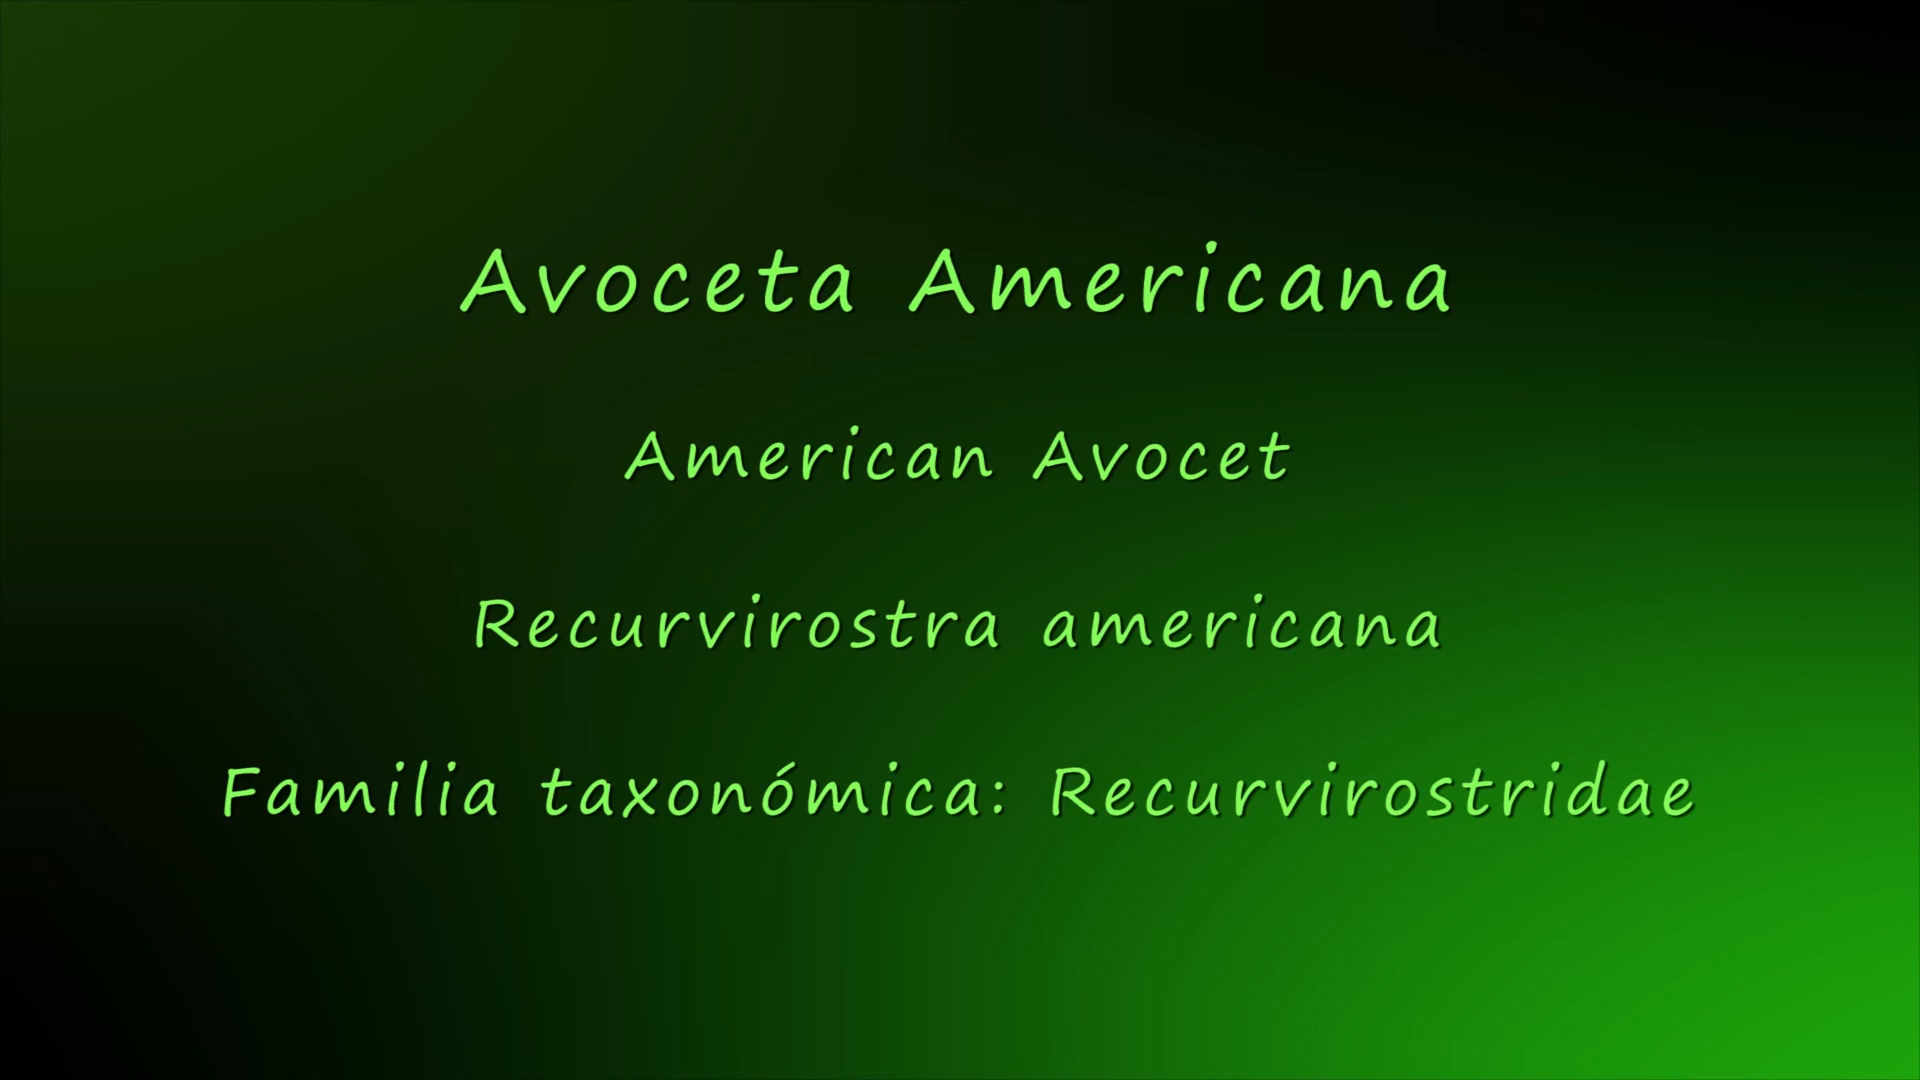 Avoceta Americana
American Avocet
Recurvirostra americana
Familia taxonómica: Recurvirostridae